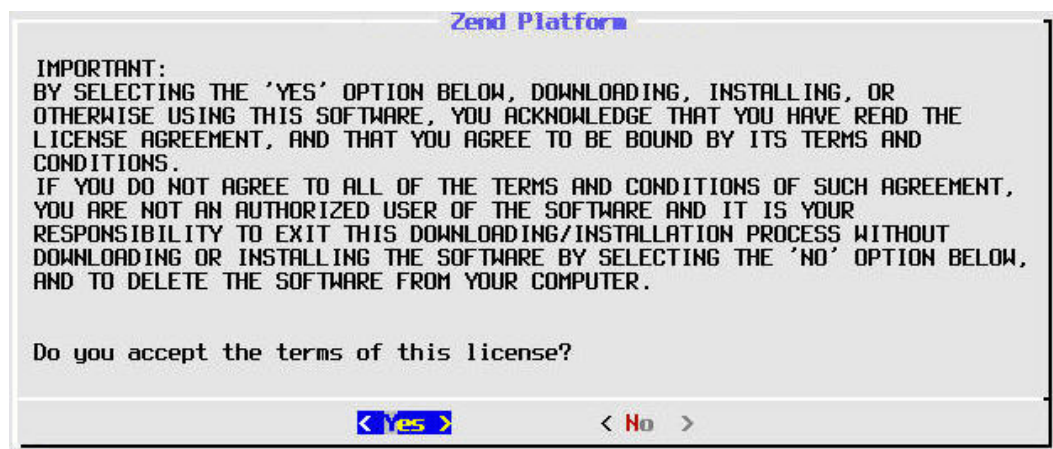 Zend Platform
IMPORTANT:
BY SELECTING THE 'YES' OPTION BELOW, DOWNLOADING, INSTALLING, OR
OTHERWISE USING THIS SOFTWARE, YOU ACKNOWLEDGE THAT YOU HAVE READ THE
LICENSE AGREEMENT, AND THAT YOU AGREE TO BE BOUND BY ITS TERMS AND
CONDITIONS.
IF YOU DO NOT AGREE TO ALL OF THE TERMS AND CONDITIONS OF SUCH AGREEMENT,
YOU ARE NOT AN AUTHORIZED USER OF THE SOFTWARE AND IT IS YOUR
RESPONSIBILITY TO EXIT THIS DOWNLOADING/INSTALLATION PROCESS WITHOUT
DOWNLOADING OR INSTALLING THE SOFTWARE BY SELECTING THE 'NO' OPTION BELOW,
AND TO DELETE THE SOFTWARE FROM YOUR COMPUTER.
Do you accept the terms of this license?
< Yes > < No >